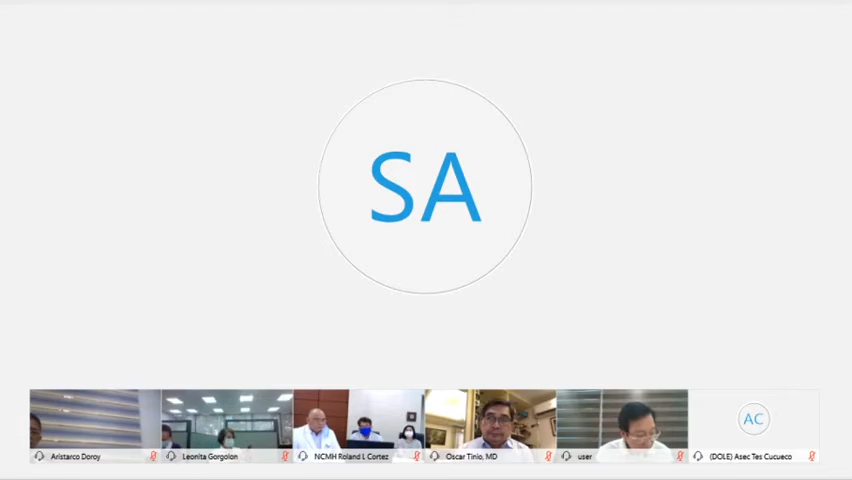 SA
AC
Aristarco Doroy
Leonita Gorgolon
NCMH Roland L Cortez
Oscar Tinio, MD
user
(DOLE) Asec Tes Cucueco